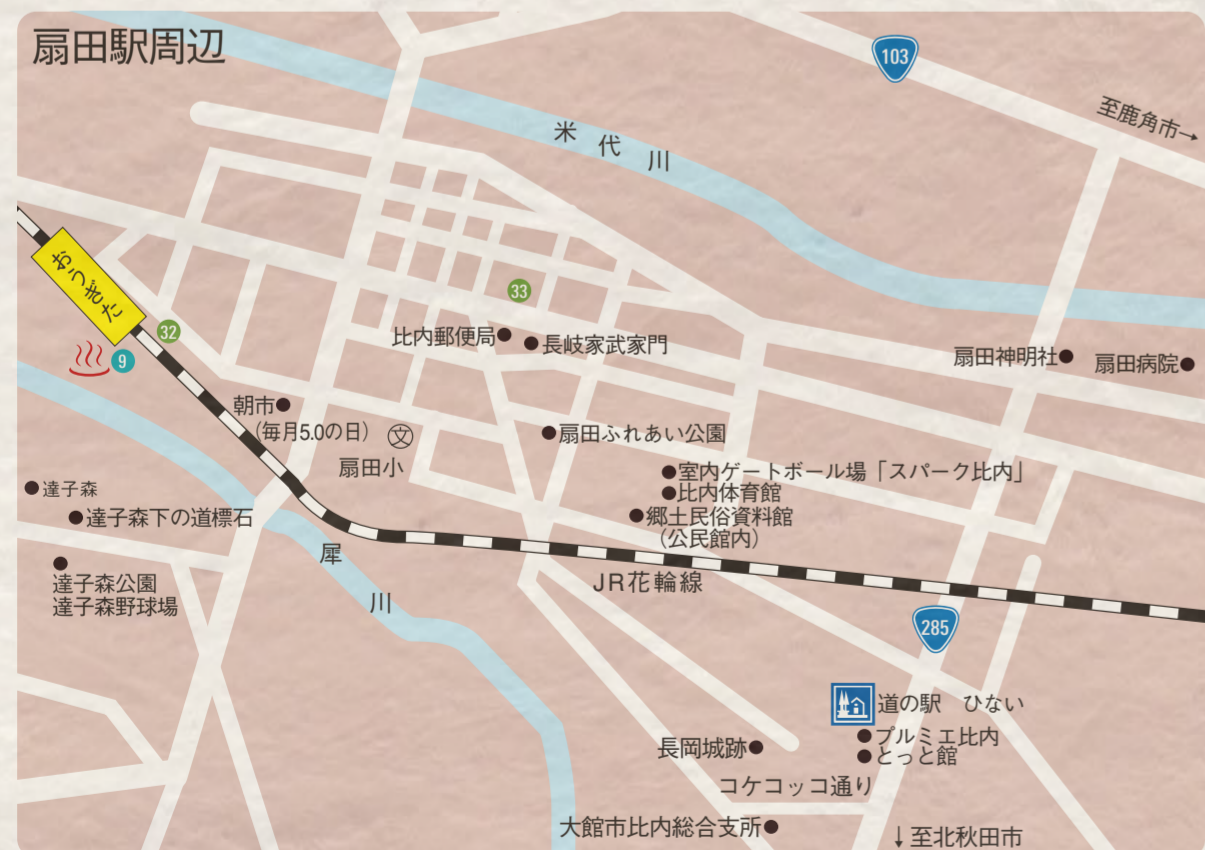 扇田駅周辺
103
至鹿角市→
米代川
おうぎた
33
32
9
比内郵便局
長岐家武家門
扇田神明社
扇田病院
朝市
(毎月5.0の日)
文
扇田小
扇田ふれあい公園
室内ゲートボール場「スパーク比内」
比内体育館
郷土民俗資料館
(公民館内)
達子森
達子森下の道標石
達子森公園
達子森野球場
犀川
JR花輪線
285
道の駅 ひない
プルミエ比内
とっと館
長岡城跡
コケコッコ通り
大館市比内総合支所
↓至北秋田市